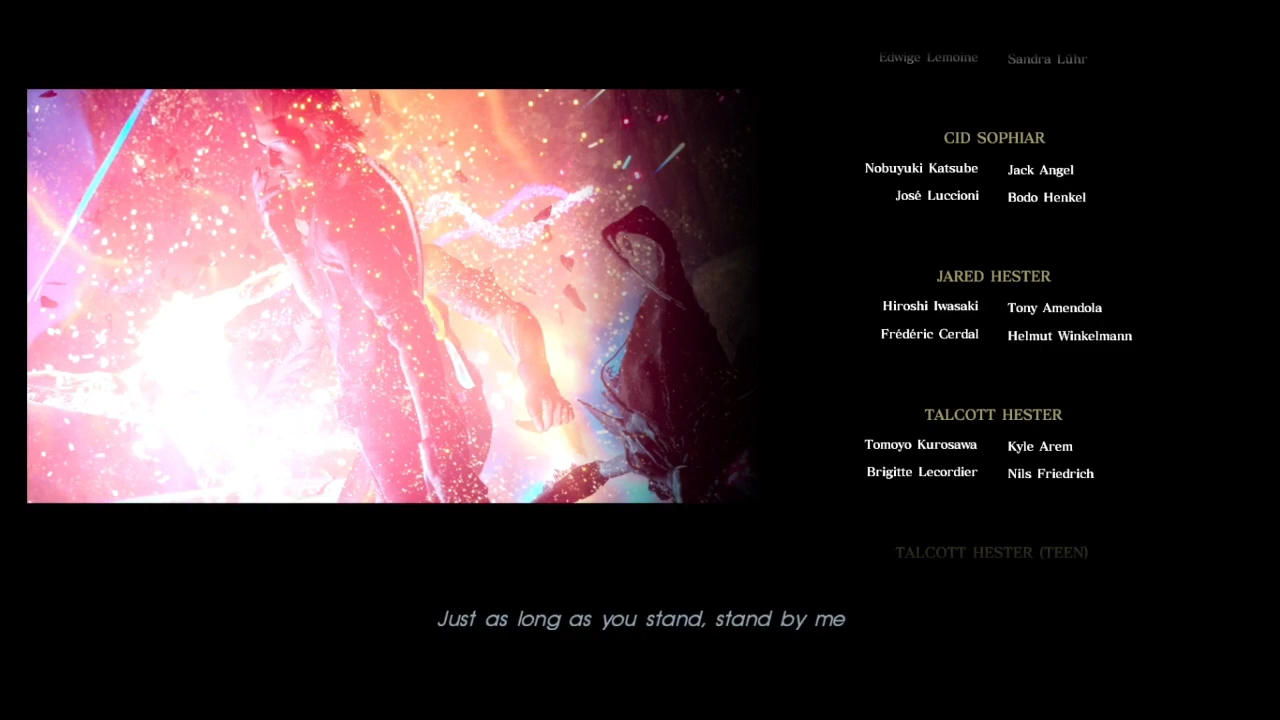 Edwige Lemoine Sandra Lühr
CID SOPHIAR
Nobuyuki Katsube Jack Angel
José Luccioni Bodo Henkel
JARED HESTER
Hiroshi Iwasaki Tony Amendola
Frédéric Cerdal Helmut Winkelmann
TALCOTT HESTER
Tomoyo Kurosawa Kyle Arem
Brigitte Lecordier Nils Friedrich
TALCOTT HESTER (TEEN)
Just as long as you stand, stand by me